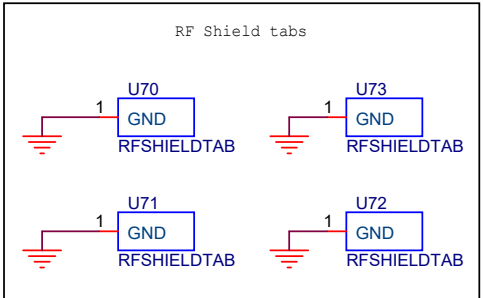 RF Shield tabs
U70
U73
1
GND
1
GND
RFSHIELDTAB
RFSHIELDTAB
U71
U72
1
GND
1
GND
RFSHIELDTAB
RFSHIELDTAB